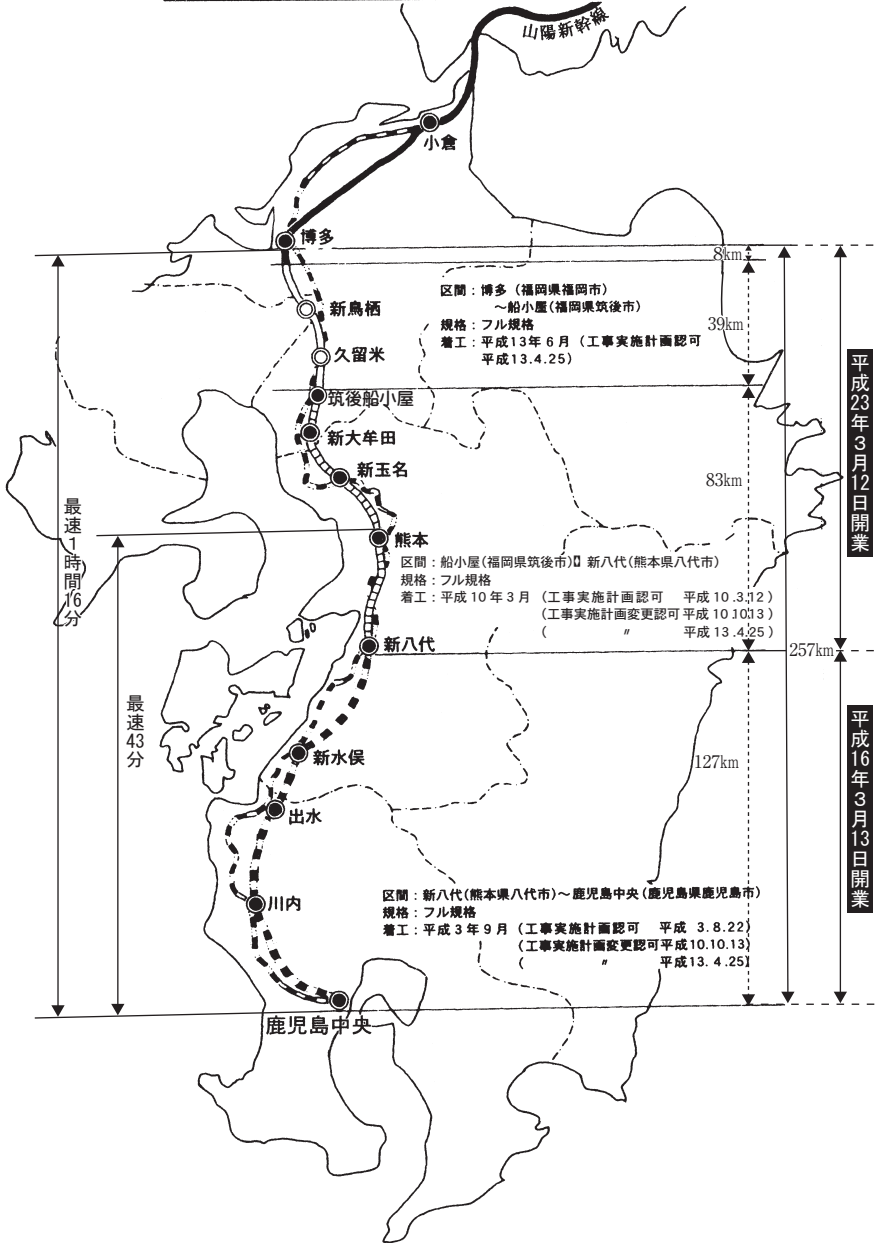 山陽新幹線
小倉
博多
8km
区間：博多（福岡県福岡市）
～船小屋（福岡県筑後市）
規格：フル規格
着工：平成13年６月（工事実施計画認可
平成13.4.25）
39km
新鳥栖
久留米
筑後船小屋
新大牟田
新玉名
83km
平成23年３月12日開業
最速１時間16分
熊本
区間：船小屋（福岡県筑後市） 新八代（熊本県八代市）
規格：フル規格
着工：平成10年３月（工事実施計画認可　平成10.3.12）
（工事実施計画変更認可 平成10.10.13）
（　〃　平成13.4.25）
新八代
257km
最速43分
新水俣
127km
平成16年３月13日開業
出水
川内
区間：新八代（熊本県八代市）～鹿児島中央（鹿児島県鹿児島市）
規格：フル規格
着工：平成３年９月（工事実施計画認可　平成 3.8.22）
（工事実施計画変更認可平成10.10.13）
（　〃　平成13.4.25）
鹿児島中央